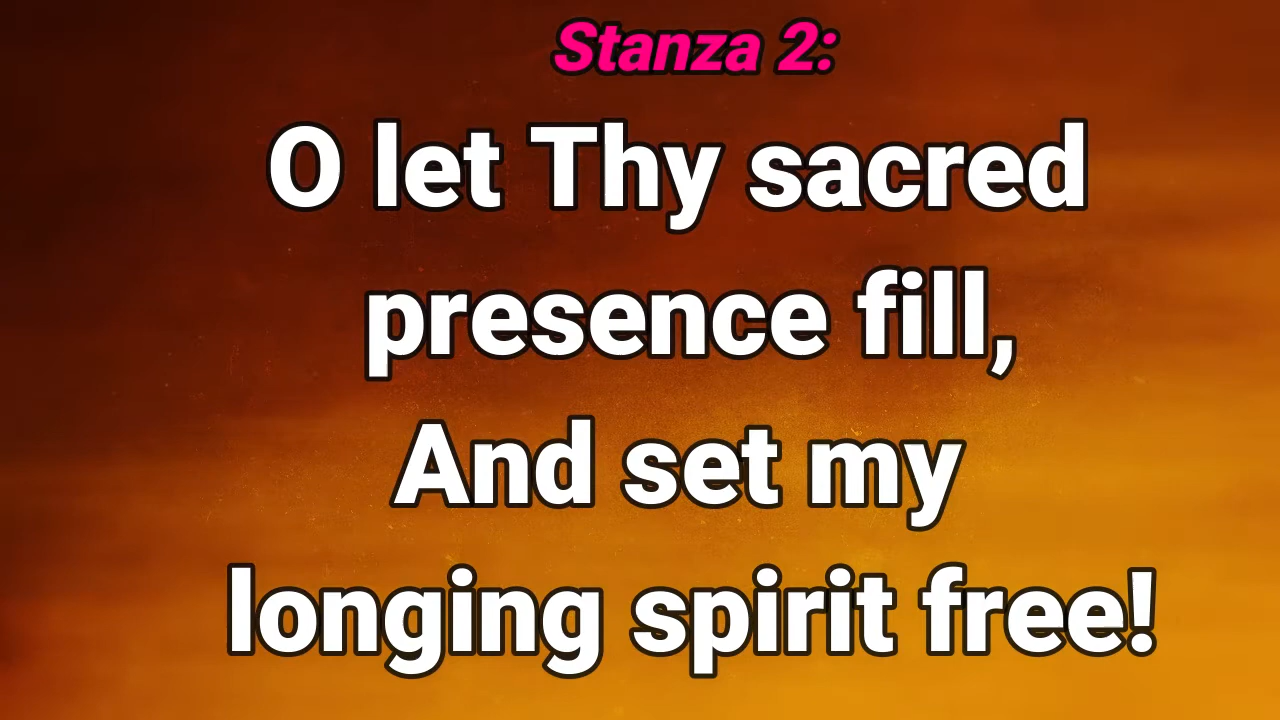 Stanza 2:
O let Thy sacred
presence fill,
And set my
longing spirit free!